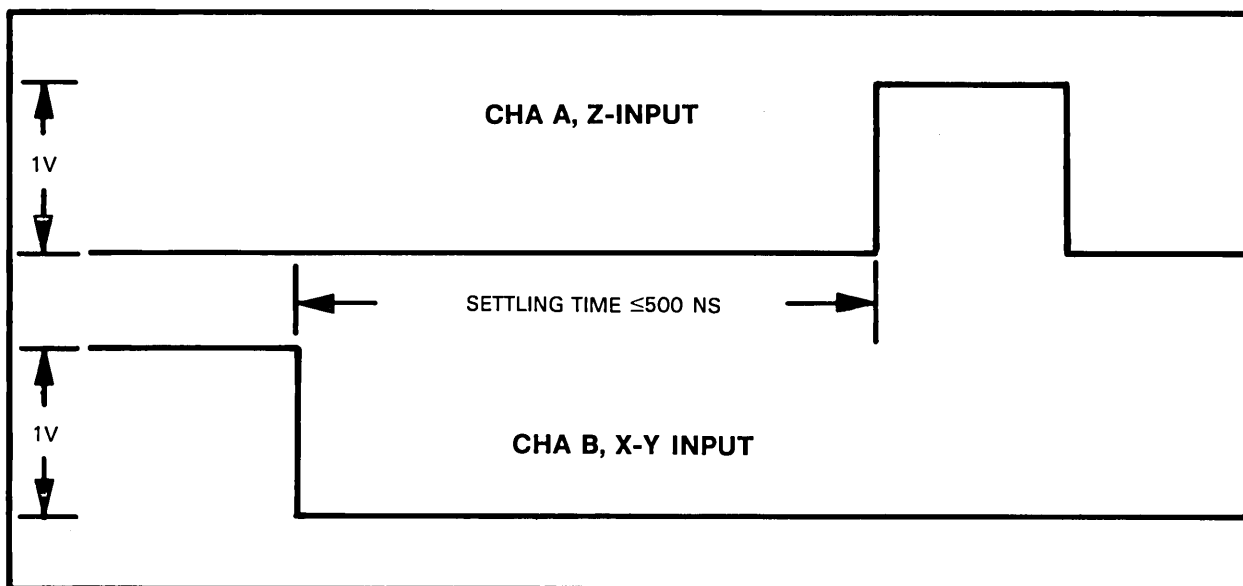 CHA A, Z-INPUT
1V
SETTLING TIME ≤500 NS
1V
CHA B, X-Y INPUT